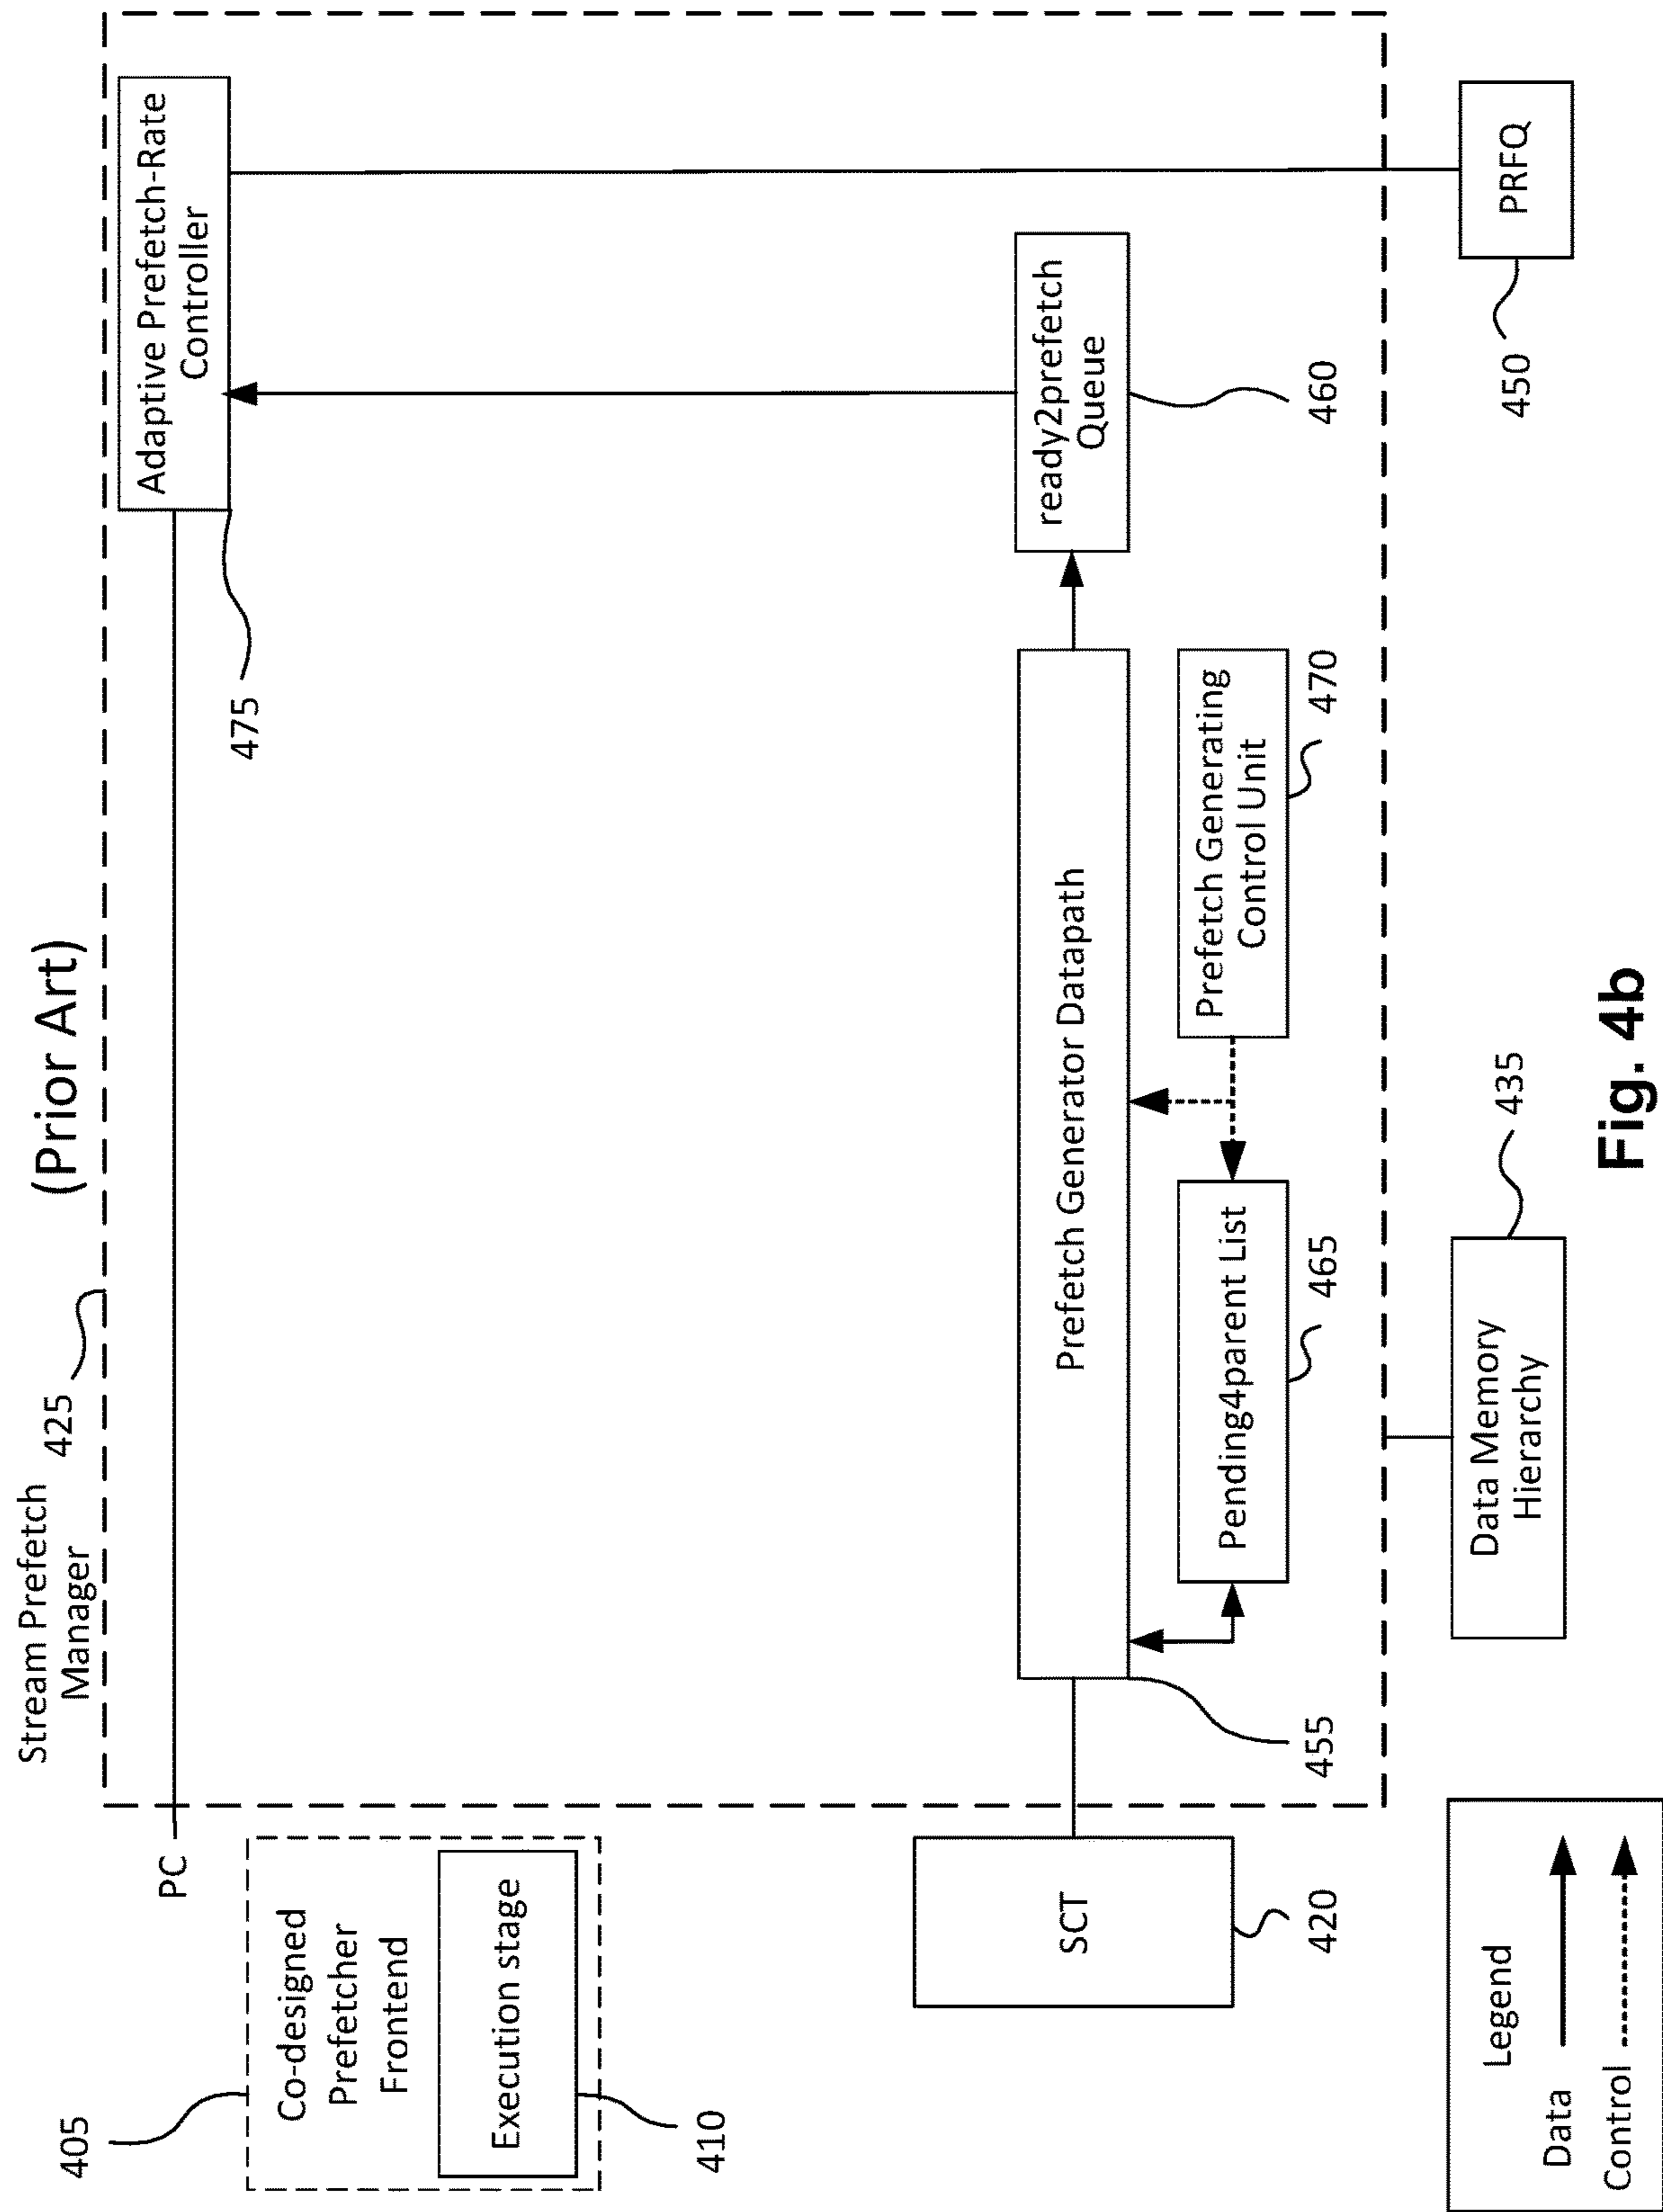 (Prior Art)
Stream Prefetch
Manager
425
405
Co-designed
Prefetcher
Frontend
Execution stage
410
PC
Adaptive Prefetch-Rate
Controller
475
SCT
420
Prefetch Generator Datapath
455
ready2prefetch
Queue
460
Pending4parent List
465
Prefetch Generating
Control Unit
470
Legend
Data
Control
Data Memory
Hierarchy
435
PRFQ
450
Fig. 4b